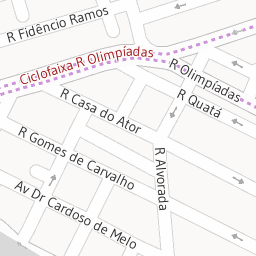 R Fidêncio Ramos
Ciclofaixa R Olimpíadas
R Olimpíadas
R Quatá
R Casa do Ator
R Gomes de Carvalho
R Alvorada
Av Dr Cardoso de Melo